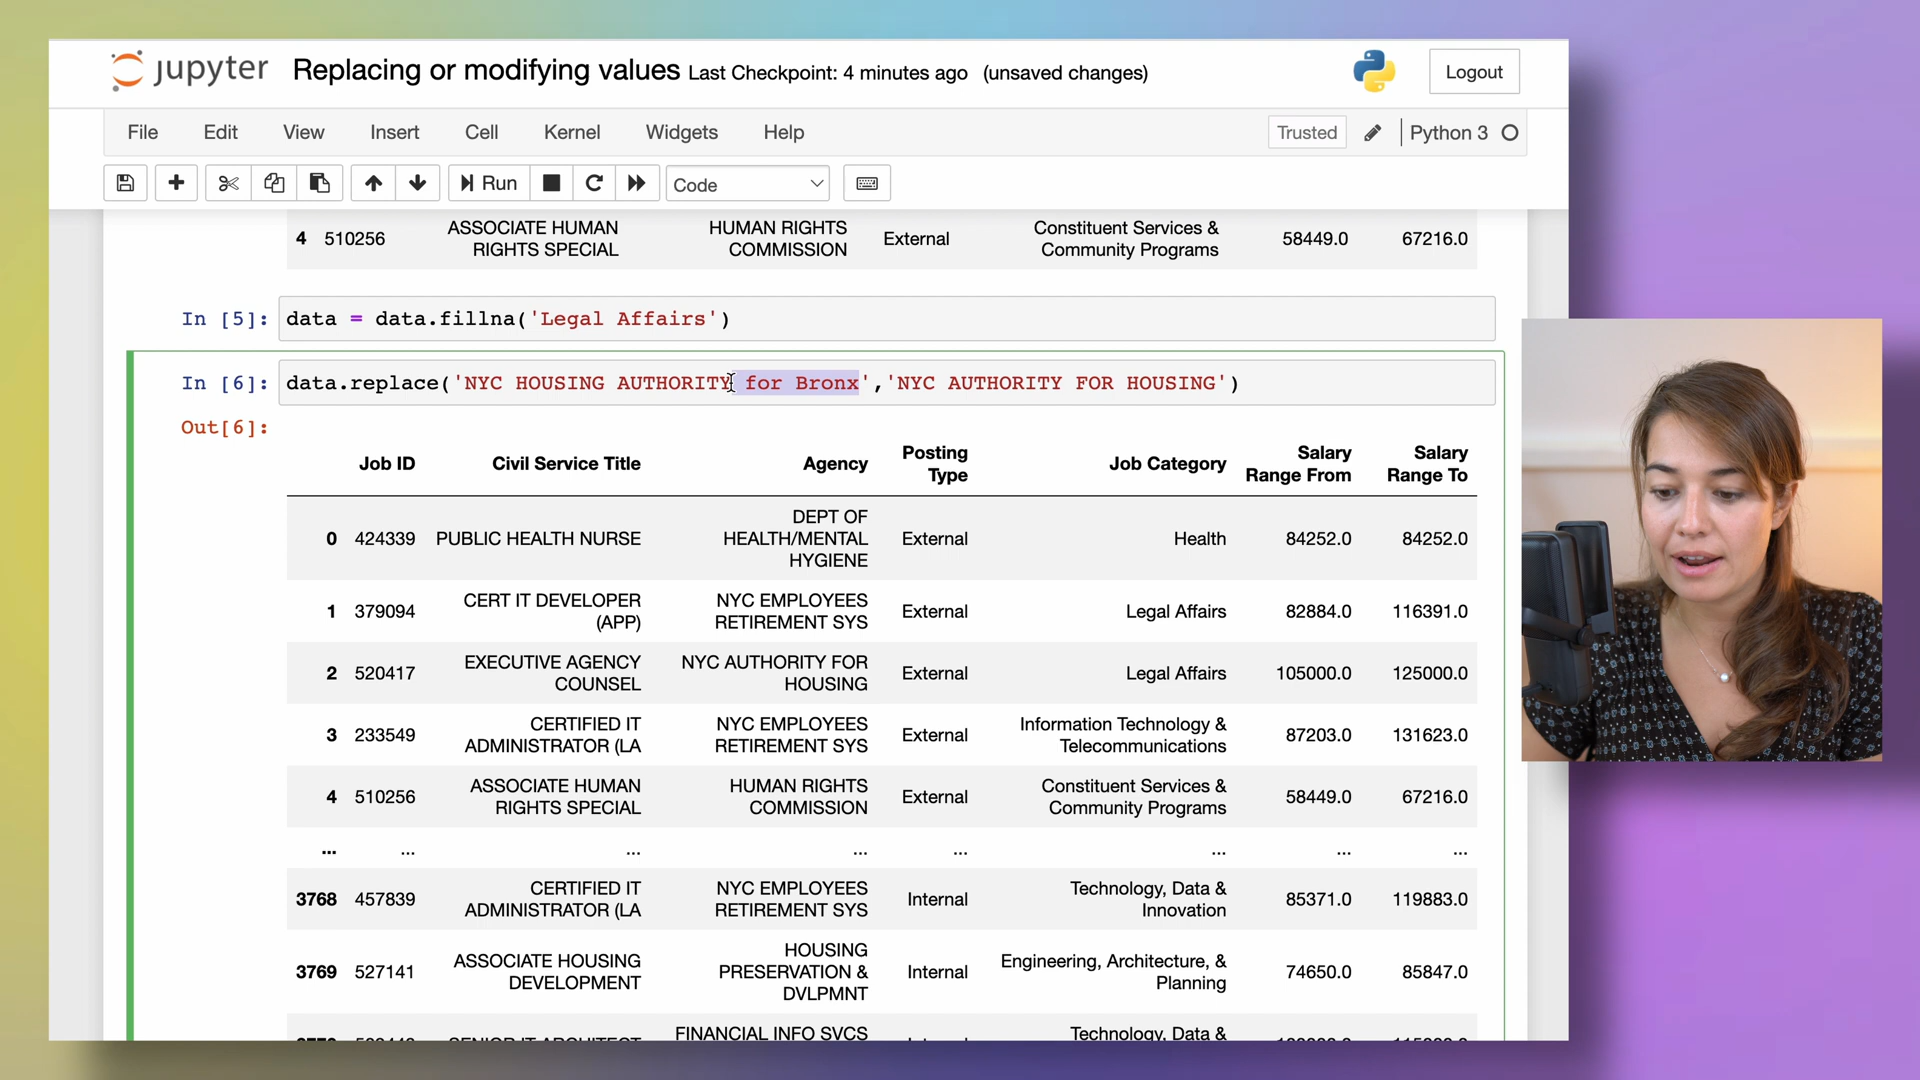 jupyter Replacing or modifying values Last Checkpoint: 4 minutes ago (unsaved changes) Logout
File Edit View Insert Cell Kernel Widgets Help Trusted Python 3
Run Code
4 510256 ASSOCIATE HUMAN RIGHTS SPECIAL HUMAN RIGHTS COMMISSION External Constituent Services & Community Programs 58449.0 67216.0
In [5]: data = data.fillna('Legal Affairs')
In [6]: data.replace('NYC HOUSING AUTHORITY for Bronx','NYC AUTHORITY FOR HOUSING')
Out[6]:
Job ID Civil Service Title Agency Posting Type Job Category Salary Range From Salary Range To
0 424339 PUBLIC HEALTH NURSE DEPT OF HEALTH/MENTAL HYGIENE External Health 84252.0 84252.0
1 379094 CERT IT DEVELOPER (APP) NYC EMPLOYEES RETIREMENT SYS External Legal Affairs 82884.0 116391.0
2 520417 EXECUTIVE AGENCY COUNSEL NYC AUTHORITY FOR HOUSING External Legal Affairs 105000.0 125000.0
3 233549 CERTIFIED IT ADMINISTRATOR (LA NYC EMPLOYEES RETIREMENT SYS External Information Technology & Telecommunications 87203.0 131623.0
4 510256 ASSOCIATE HUMAN RIGHTS SPECIAL HUMAN RIGHTS COMMISSION External Constituent Services & Community Programs 58449.0 67216.0
... ... ... ... ... ... ... ...
3768 457839 CERTIFIED IT ADMINISTRATOR (LA NYC EMPLOYEES RETIREMENT SYS Internal Technology, Data & Innovation 85371.0 119883.0
3769 527141 ASSOCIATE HOUSING DEVELOPMENT HOUSING PRESERVATION & DVLPMNT Internal Engineering, Architecture, & Planning 74650.0 85847.0
FINANCIAL INFO SVCS Technology, Data &